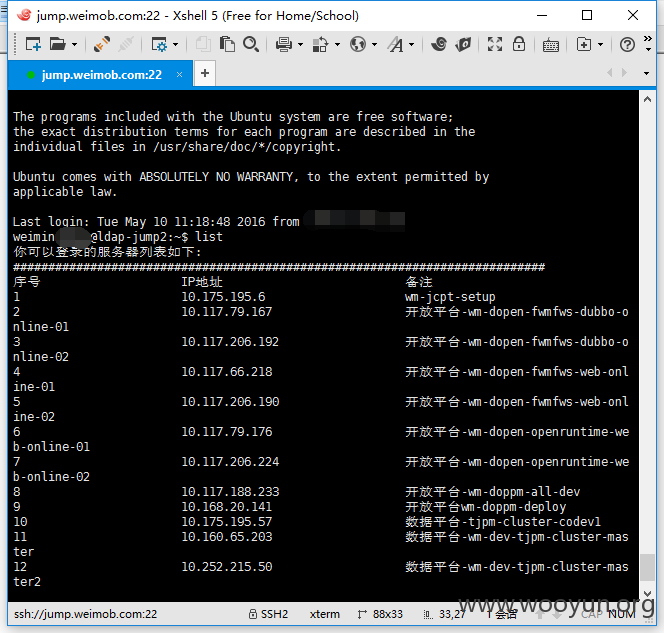 jump.weimob.com:22 - Xshell 5 (Free for Home/School)
jump.weimob.com:22
The programs included with the Ubuntu system are free software;
the exact distribution terms for each program are described in the
individual files in /usr/share/doc/*/copyright.
Ubuntu comes with ABSOLUTELY NO WARRANTY, to the extent permitted by
applicable law.
Last login: Tue May 10 11:18:48 2016 from
weimin @ldap-jump2:~$ list
你可以登录的服务器列表如下:
############################################################################
序号 IP地址 备注
1 10.175.195.6 wm-jcpt-setup
2 10.117.79.167 开放平台-wm-dopen-fwmfws-dubbo-o
nline-01
3 10.117.206.192 开放平台-wm-dopen-fwmfws-dubbo-o
nline-02
4 10.117.66.218 开放平台-wm-dopen-fwmfws-web-onl
ine-01
5 10.117.206.190 开放平台-wm-dopen-fwmfws-web-onl
ine-02
6 10.117.79.176 开放平台-wm-dopen-openruntime-we
b-online-01
7 10.117.206.224 开放平台-wm-dopen-openruntime-we
b-online-02
8 10.117.188.233 开放平台-wm-doppm-all-dev
9 10.168.20.141 开放平台wm-doppm-deploy
10 10.175.195.57 数据平台-tjpm-cluster-codev1
11 10.160.65.203 数据平台-wm-dev-tjpm-cluster-mas
ter
12 10.252.215.50 数据平台-wm-dev-tjpm-cluster-mas
ter2
www.wooyun.org
ssh://jump.weimob.com:22 SSH2 xterm 88x33 33,27 1 会话 CAP NUM